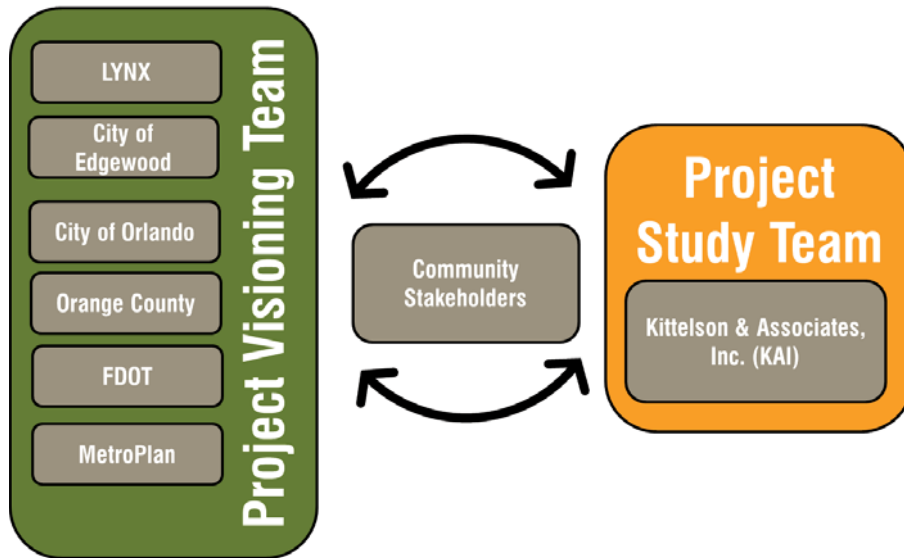 LYNX
City of
Edgewood
City of Orlando
Orange County
FDOT
MetroPlan
Project Visioning Team
Community
Stakeholders
Project
Study Team
Kittelson & Associates,
Inc. (KAI)